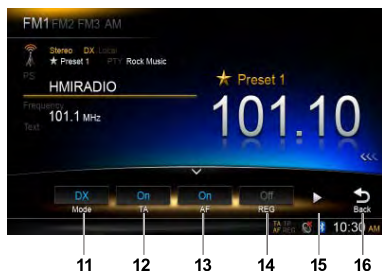 FM1 FM2 FM3 AM
Stereo DX Local
★ Preset 1 PTY Rock Music
PS
HMIRADIO
★ Preset 1
Frequency
101.1 MHz
101.10
Text
DX On On Off
Mode TA AF REG Back
TA TP
AF REG
10:30 AM
11 12 13 14 15 16